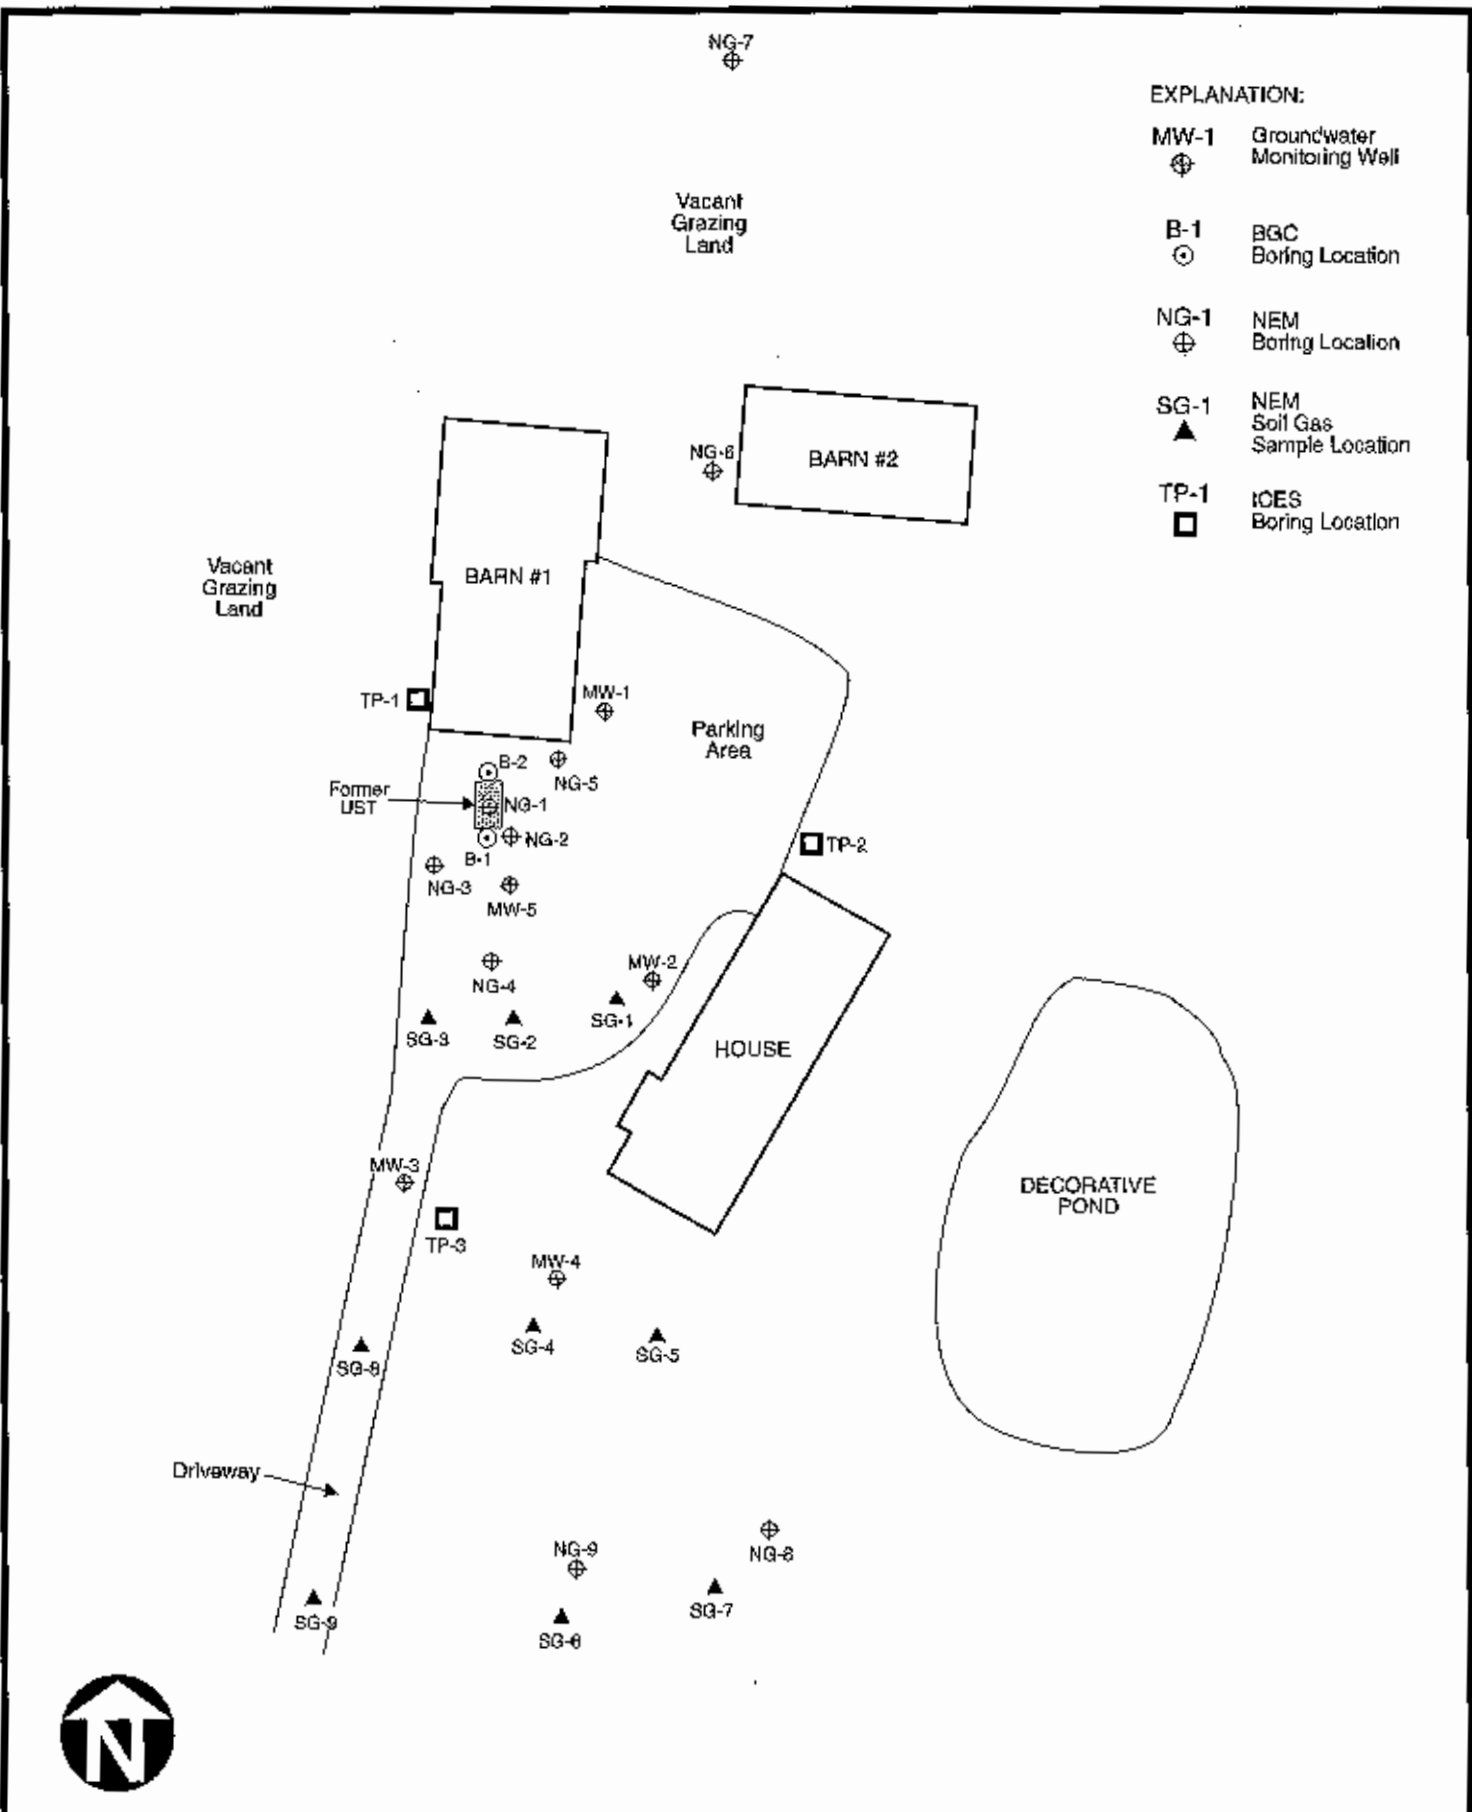 NG-7
EXPLANATION:
MW-1
Groundwater
Monitoring Well
B-1
BGC
Boring Location
NG-1
NEM
Boring Location
SG-1
NEM
Soil Gas
Sample Location
TP-1
ICES
Boring Location
Vacant
Grazing
Land
NG-6
BARN #2
BARN #1
Vacant
Grazing
Land
TP-1
MW-1
Parking
Area
B-2
NG-5
Former
UST
NG-1
NG-2
B-1
TP-2
NG-3
MW-5
MW-2
NG-4
SG-1
SG-3
SG-2
HOUSE
MW-3
DECORATIVE
POND
TP-3
MW-4
SG-4
SG-5
SG-8
Driveway
NG-9
NG-8
SG-7
SG-9
SG-6
N